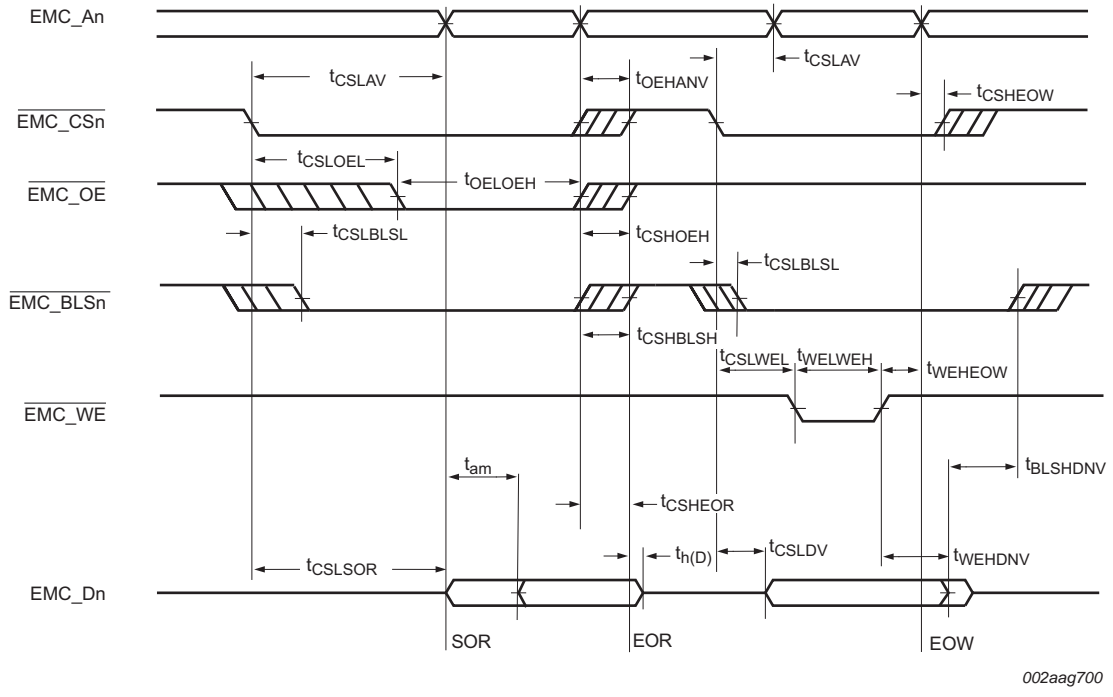 EMC_An
tCSLAV
tOEHANV
tCSLAV
tCSHEOW
EMC_CSn
tCSLOEL
tOELOEH
EMC_OE
tCSLBLSL
tCSHOEH
tCSLBLSL
EMC_BLSn
tCSHBLSH
tCSLWEL
tWELWEH
tWEHEOW
EMC_WE
tam
tBLSHDNV
tCSHEOR
tCSLSOR
th(D)
tCSLDV
tWEHDNV
EMC_Dn
SOR
EOR
EOW
002aag700